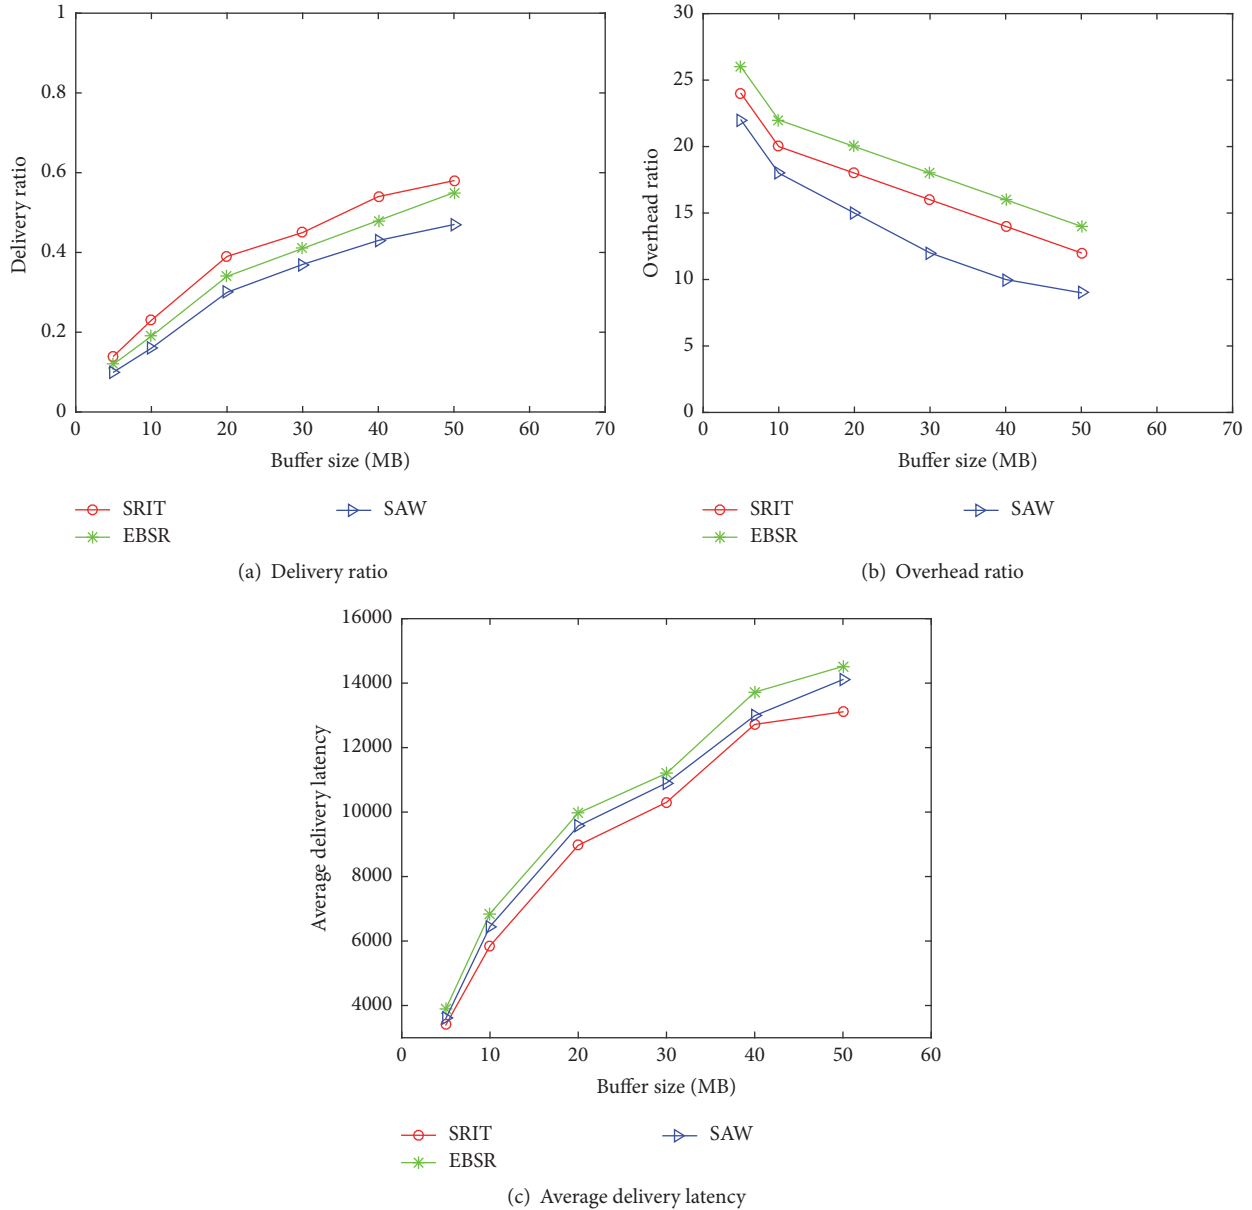 1
0.8
0.6
0.4
0.2
0
Delivery ratio
0 10 20 30 40 50 60 70
Buffer size (MB)
SRIT
EBSR
SAW
(a) Delivery ratio
30
25
20
15
10
5
0
Overhead ratio
0 10 20 30 40 50 60 70
Buffer size (MB)
SRIT
EBSR
SAW
(b) Overhead ratio
16000
14000
12000
10000
8000
6000
4000
Average delivery latency
0 10 20 30 40 50 60
Buffer size (MB)
SRIT
EBSR
SAW
(c) Average delivery latency